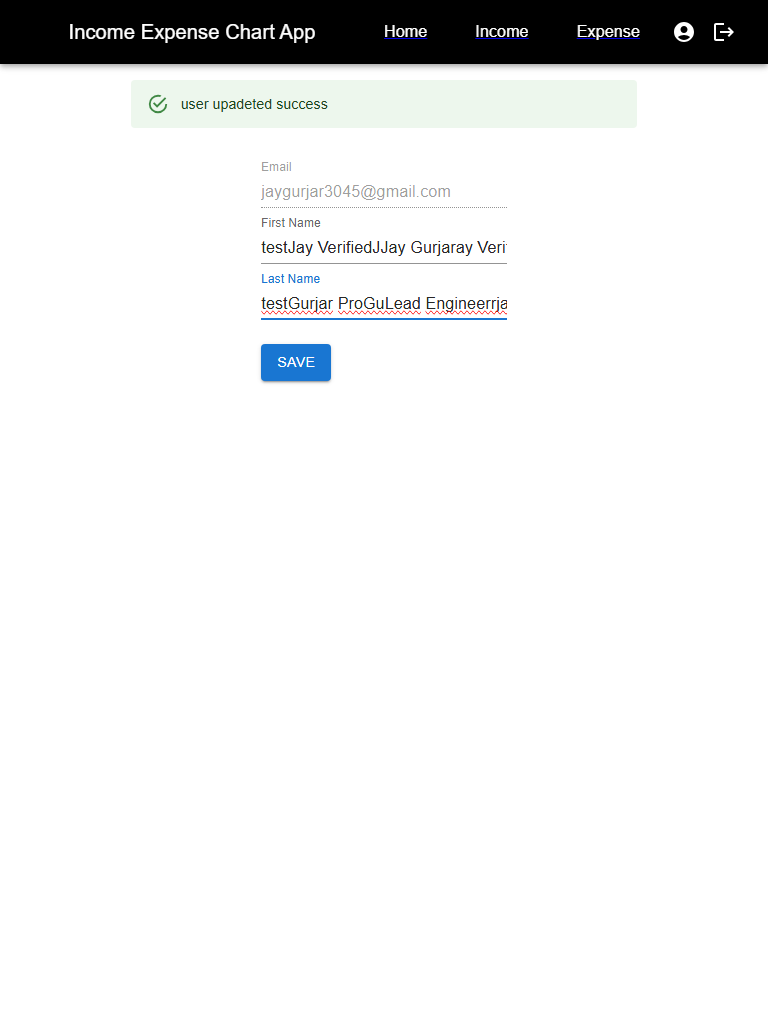 Income Expense Chart App Home Income Expense
user upadeted success
Email
jaygurjar3045@gmail.com
First Name
testJay VerifiedJJay Gurjaray Veri
Last Name
testGurjar ProGuLead Engineerrja
SAVE